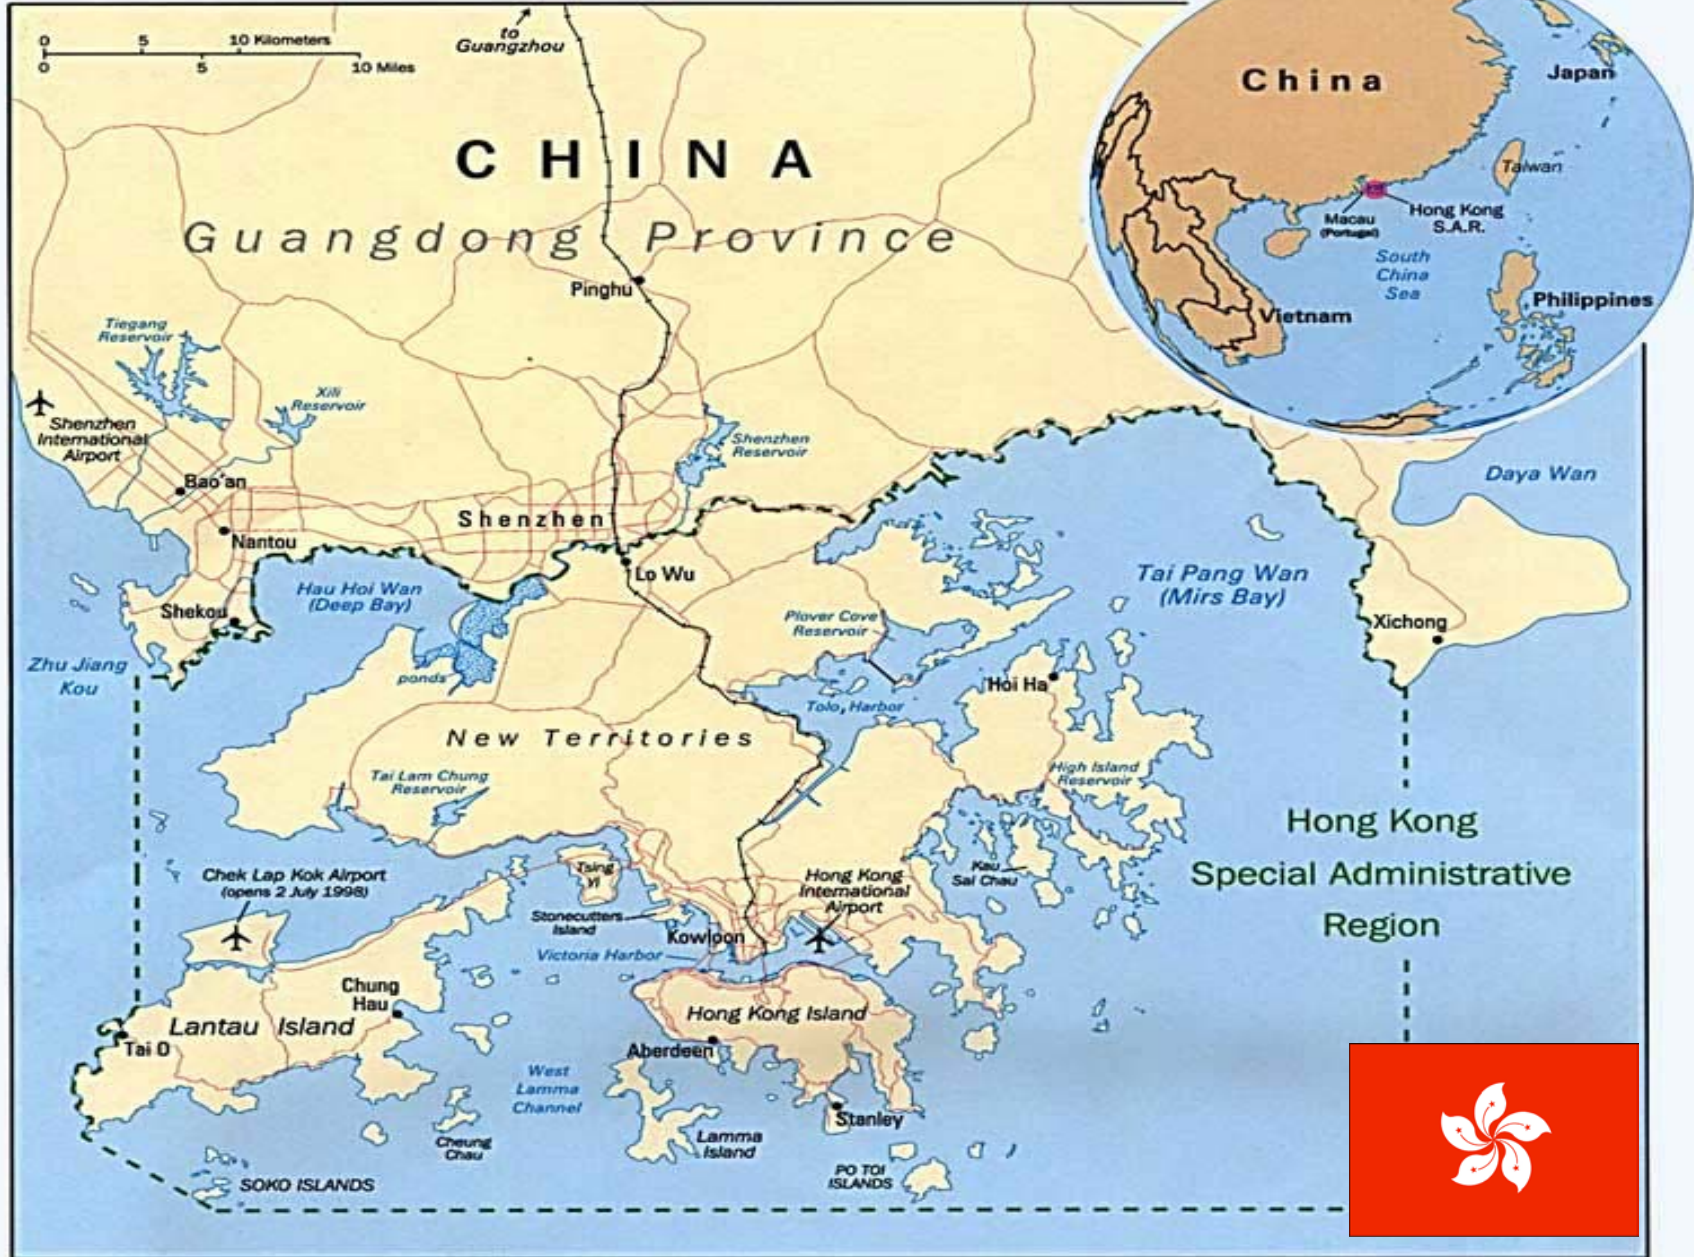 0 5 10 Kilometers
0 5 10 Miles
to
Guangzhou
CHINA
Guangdong Province
Pinghu
China
Japan
Taiwan
Macau
(Portugal)
Hong Kong
S.A.R.
South
China
Sea
Philippines
Vietnam
Tiegang
Reservoir
Xili
Reservoir
Shenzhen
International
Airport
Shenzhen
Reservoir
Daya Wan
Bao'an
Shenzhen
Nantou
Lo Wu
Hau Hoi Wan
(Deep Bay)
Tai Pang Wan
(Mirs Bay)
Shekou
Plover Cove
Reservoir
Xichong
Zhu Jiang
Kou
ponds
Hoi Ha
Tolo Harbor
New Territories
Tai Lam Chung
Reservoir
High Island
Reservoir
Hong Kong
Special Administrative
Region
Chek Lap Kok Airport
(opens 2 July 1998)
Tsing
Yi
Hong Kong
International
Airport
Kau
Sai Chau
Stonecutters
Island
Kowloon
Victoria Harbor
Chung
Hau
Lantau Island
Hong Kong Island
Tai O
Aberdeen
West
Lamma
Channel
Stanley
Cheung
Chau
Lamma
Island
PO TOI
ISLANDS
SOKO ISLANDS